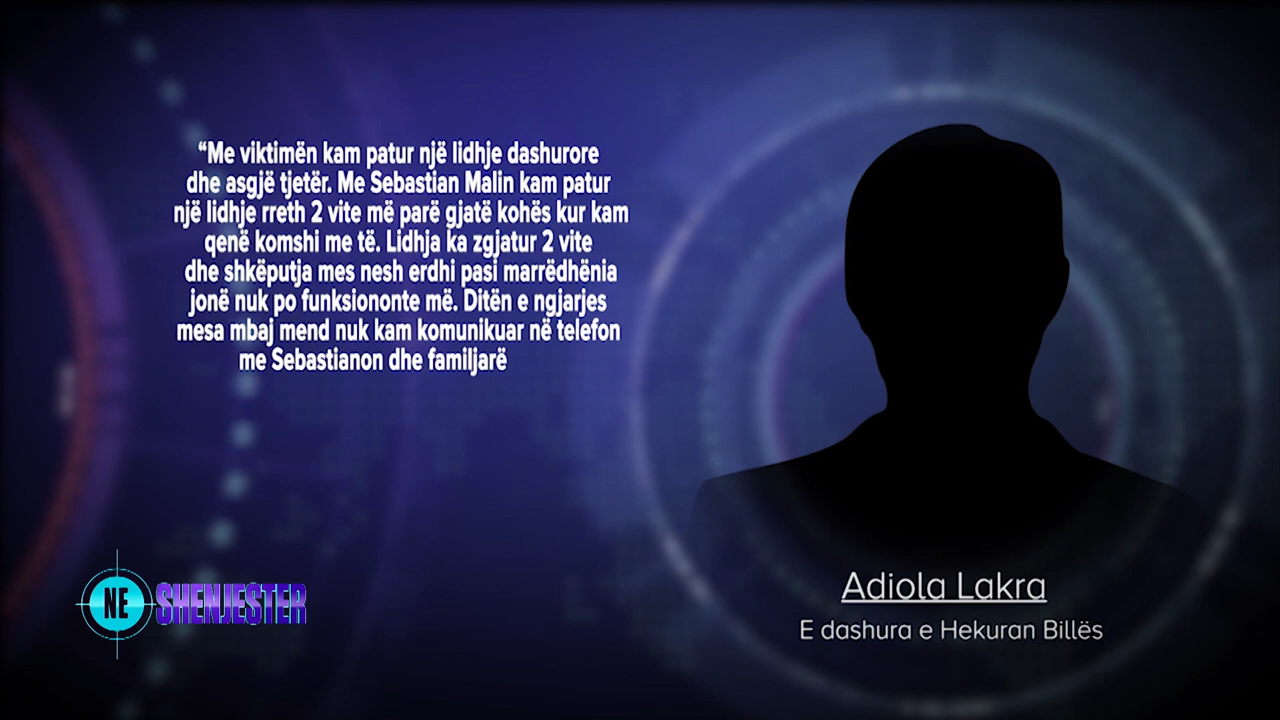 “Me viktimën kam patur një lidhje dashurore
dhe asgjë tjetër. Me Sebastian Malin kam patur
një lidhje rreth 2 vite më parë gjatë kohës kur kam
qenë komshi me të. Lidhja ka zgjatur 2 vite
dhe shkëputja mes nesh erdhi pasi marrëdhënia
jonë nuk po funksiononte më. Ditën e ngjarjes
mesa mbaj mend nuk kam komunikuar në telefon
me Sebastianon dhe familjarë
NE SHENJESTER
Adiola Lakra
E dashura e Hekuran Billës